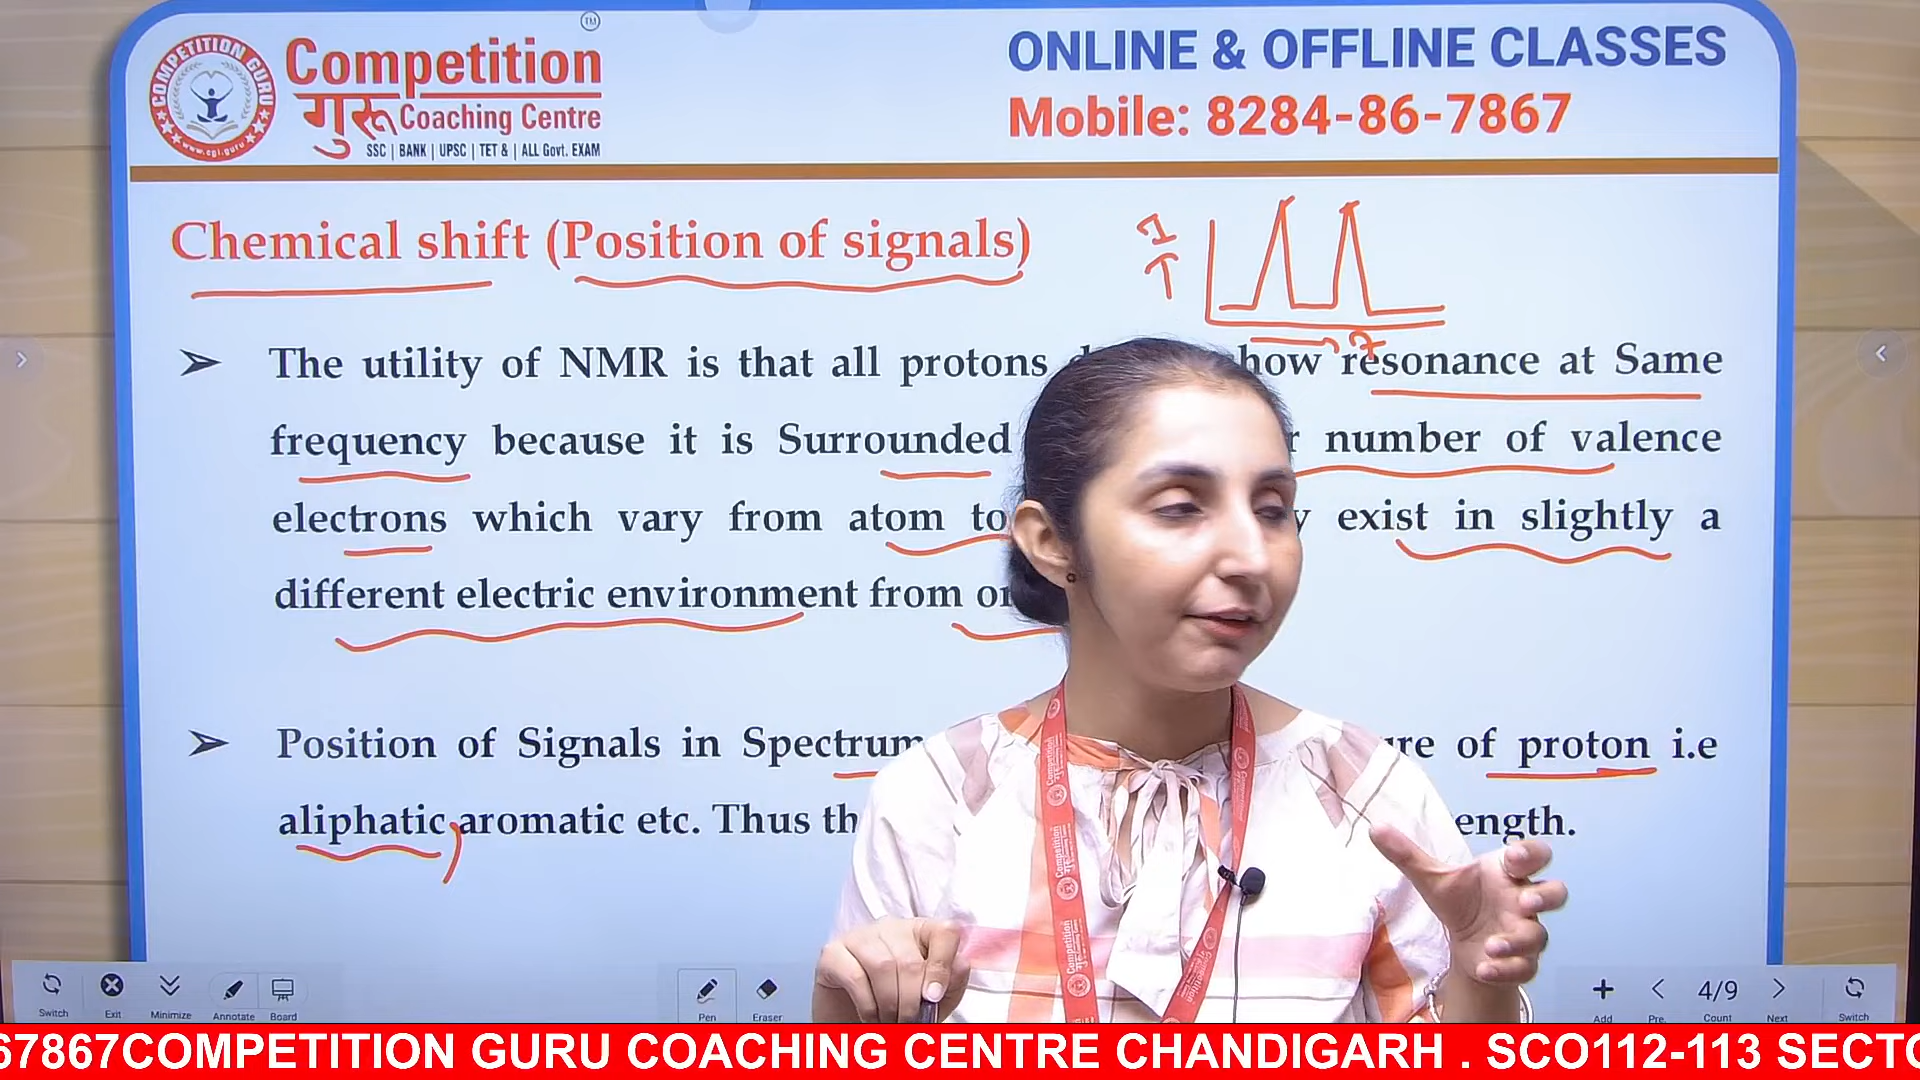 COMPETITION GURU
www.cgi.guru
TM
Competition
गुरू Coaching Centre
SSC | BANK | UPSC | TET & | ALL Govt. EXAM
ONLINE & OFFLINE CLASSES
Mobile: 8284-86-7867
Chemical shift (Position of signals)
The utility of NMR is that all protons show resonance at Same
frequency because it is Surrounded number of valence
electrons which vary from atom to exist in slightly a
different electric environment from
Position of Signals in Spectrum of proton i.e
aliphatic, aromatic etc. Thus
Switch
Exit
Minimize
Annotate
Board
Pen
Eraser
Add
Pre.
4/9
Count
Next
Switch
67867COMPETITION GURU COACHING CENTRE CHANDIGARH . SCO112-113